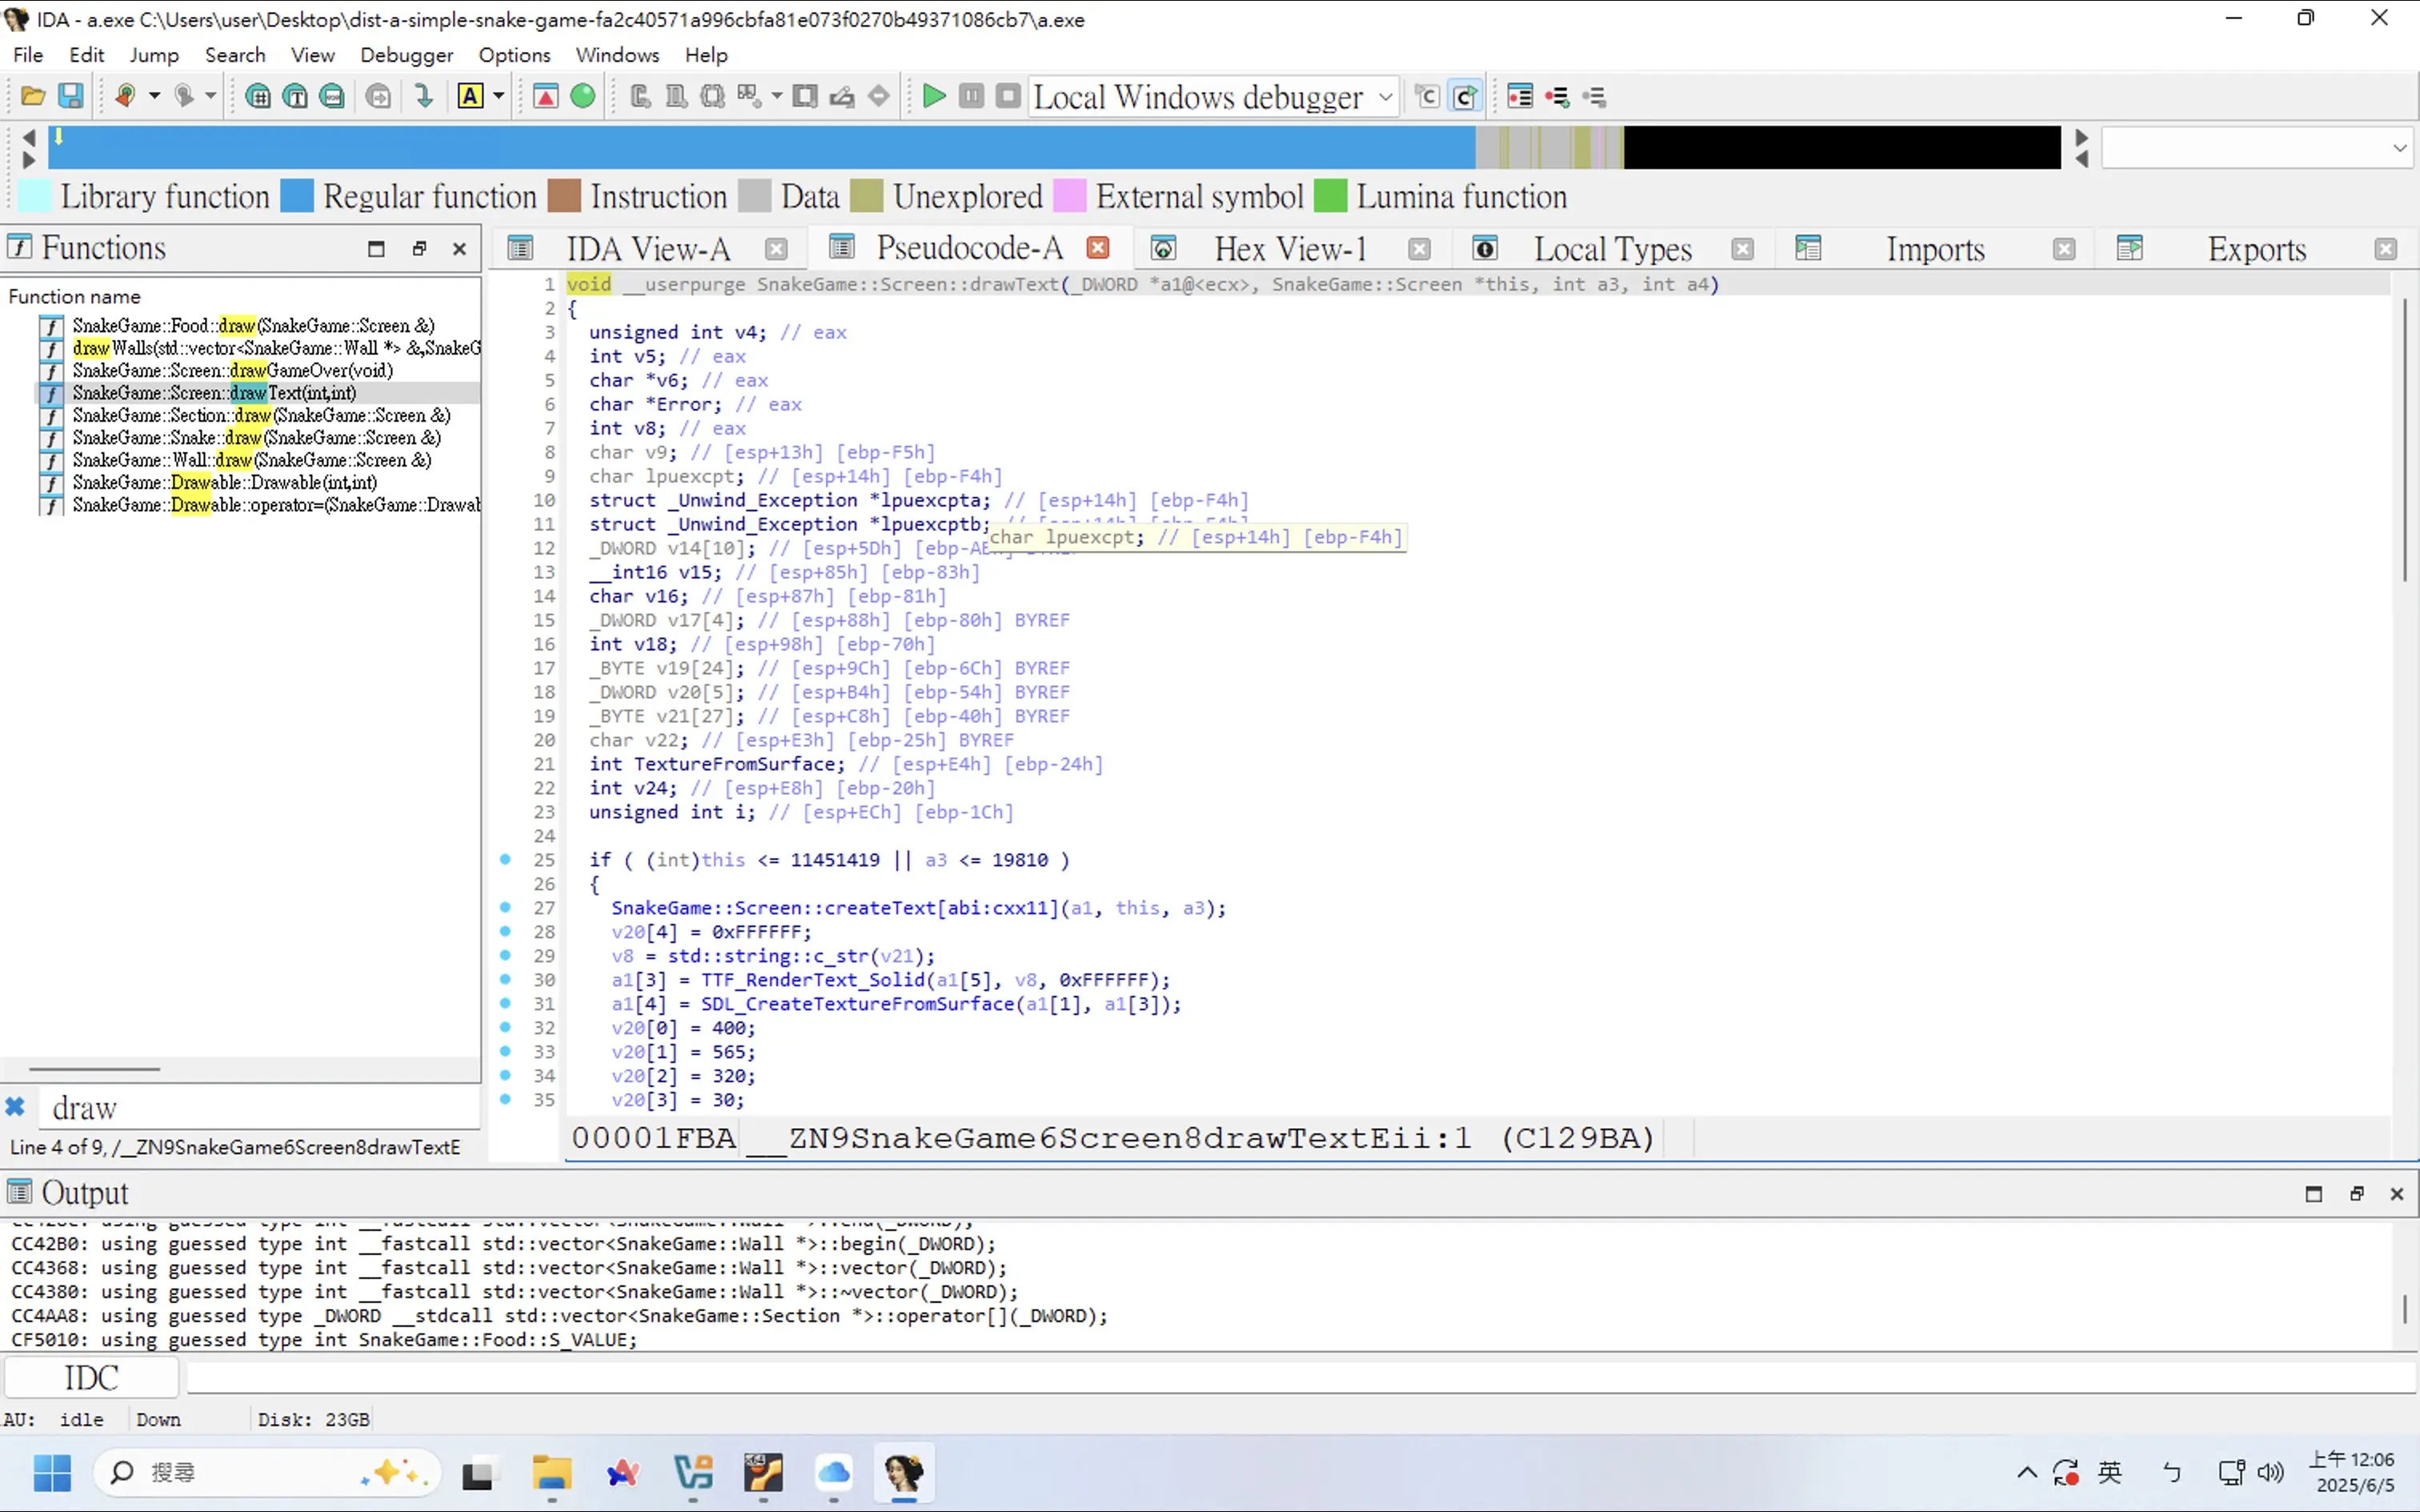 IDA - a.exe C:\Users\user\Desktop\dist-a-simple-snake-game-fa2c40571a996cbfa81e073f0270b49371086cb7\a.exe
File Edit Jump Search View Debugger Options Windows Help
Local Windows debugger
Library function Regular function Instruction Data Unexplored External symbol Lumina function
Functions
IDA View-A Pseudocode-A Hex View-1 Local Types Imports Exports
Function name
SnakeGame::Food::draw(SnakeGame::Screen &)
drawWalls(std::vector<SnakeGame::Wall *> &,SnakeG
SnakeGame::Screen::drawGameOver(void)
SnakeGame::Screen::drawText(int,int)
SnakeGame::Section::draw(SnakeGame::Screen &)
SnakeGame::Snake::draw(SnakeGame::Screen &)
SnakeGame::Wall::draw(SnakeGame::Screen &)
SnakeGame::Drawable::Drawable(int,int)
SnakeGame::Drawable::operator=(SnakeGame::Drawab
draw
Line 4 of 9, /__ZN9SnakeGame6Screen8drawTextE
1 void __userpurge SnakeGame::Screen::drawText(_DWORD *a1@<ecx>, SnakeGame::Screen *this, int a3, int a4)
2 {
3 unsigned int v4; // eax
4 int v5; // eax
5 char *v6; // eax
6 char *Error; // eax
7 int v8; // eax
8 char v9; // [esp+13h] [ebp-F5h]
9 char lpuexcpt; // [esp+14h] [ebp-F4h]
10 struct _Unwind_Exception *lpuexcpta; // [esp+14h] [ebp-F4h]
11 struct _Unwind_Exception *lpuexcptb; // [esp+14h] [ebp-F4h]
char lpuexcpt; // [esp+14h] [ebp-F4h]
12 _DWORD v14[10]; // [esp+5Dh]
13 __int16 v15; // [esp+85h] [ebp-83h]
14 char v16; // [esp+87h] [ebp-81h]
15 _DWORD v17[4]; // [esp+88h] [ebp-80h] BYREF
16 int v18; // [esp+98h] [ebp-70h]
17 _BYTE v19[24]; // [esp+9Ch] [ebp-6Ch] BYREF
18 _DWORD v20[5]; // [esp+B4h] [ebp-54h] BYREF
19 _BYTE v21[27]; // [esp+C8h] [ebp-40h] BYREF
20 char v22; // [esp+E3h] [ebp-25h] BYREF
21 int TextureFromSurface; // [esp+E4h] [ebp-24h]
22 int v24; // [esp+E8h] [ebp-20h]
23 unsigned int i; // [esp+ECh] [ebp-1Ch]
24
25 if ( (int)this <= 11451419 || a3 <= 19810 )
26 {
27 SnakeGame::Screen::createText[abi:cxx11](a1, this, a3);
28 v20[4] = 0xFFFFFF;
29 v8 = std::string::c_str(v21);
30 a1[3] = TTF_RenderText_Solid(a1[5], v8, 0xFFFFFF);
31 a1[4] = SDL_CreateTextureFromSurface(a1[1], a1[3]);
32 v20[0] = 400;
33 v20[1] = 565;
34 v20[2] = 320;
35 v20[3] = 30;
00001FBA __ZN9SnakeGame6Screen8drawTextEii:1 (C129BA)
Output
CC42B0: using guessed type int __fastcall std::vector<SnakeGame::Wall *>::begin(_DWORD);
CC4368: using guessed type int __fastcall std::vector<SnakeGame::Wall *>::vector(_DWORD);
CC4380: using guessed type int __fastcall std::vector<SnakeGame::Wall *>::~vector(_DWORD);
CC4AA8: using guessed type _DWORD __stdcall std::vector<SnakeGame::Section *>::operator[](_DWORD);
CF5010: using guessed type int SnakeGame::Food::S_VALUE;
IDC
AU: idle Down Disk: 23GB
搜尋
英 ㄅ
上午 12:06
2025/6/5